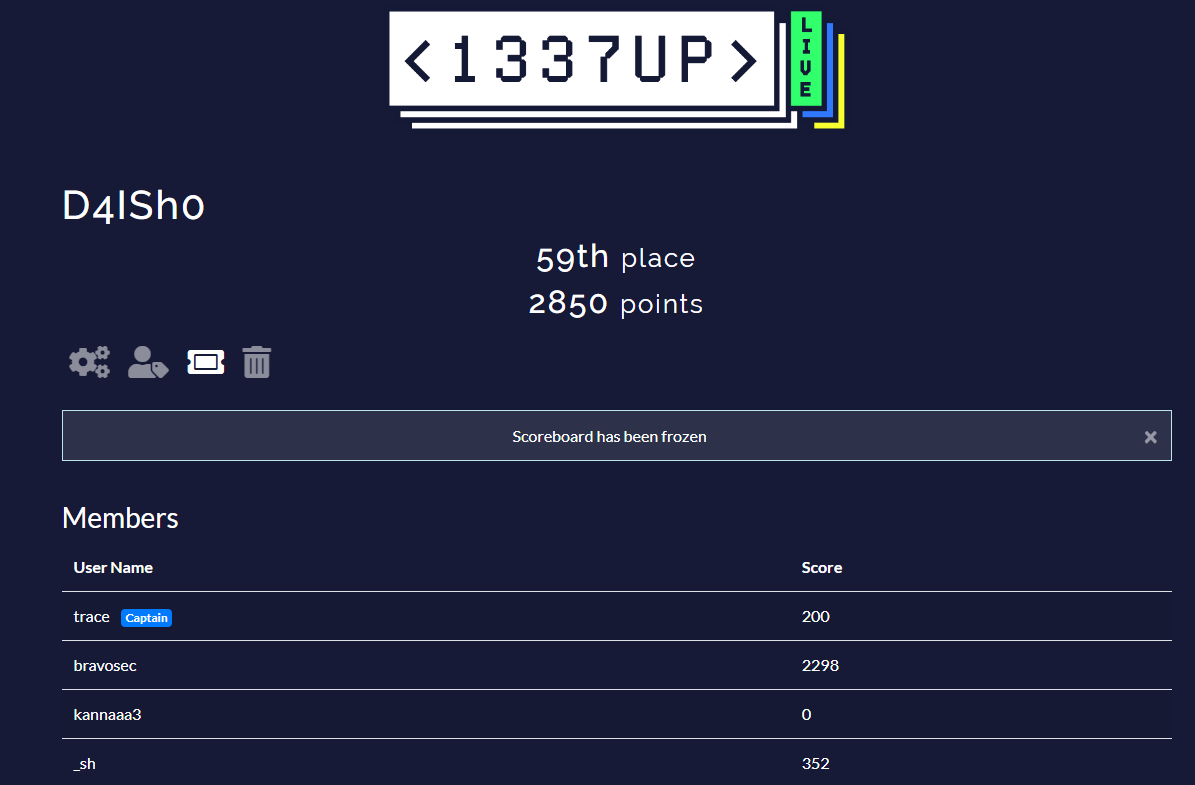 <1337UP>
LIVE
D4ISh0
59th place
2850 points
Scoreboard has been frozen
×
Members
User Name Score
trace Captain 200
bravosec 2298
kannaaa3 0
_sh 352